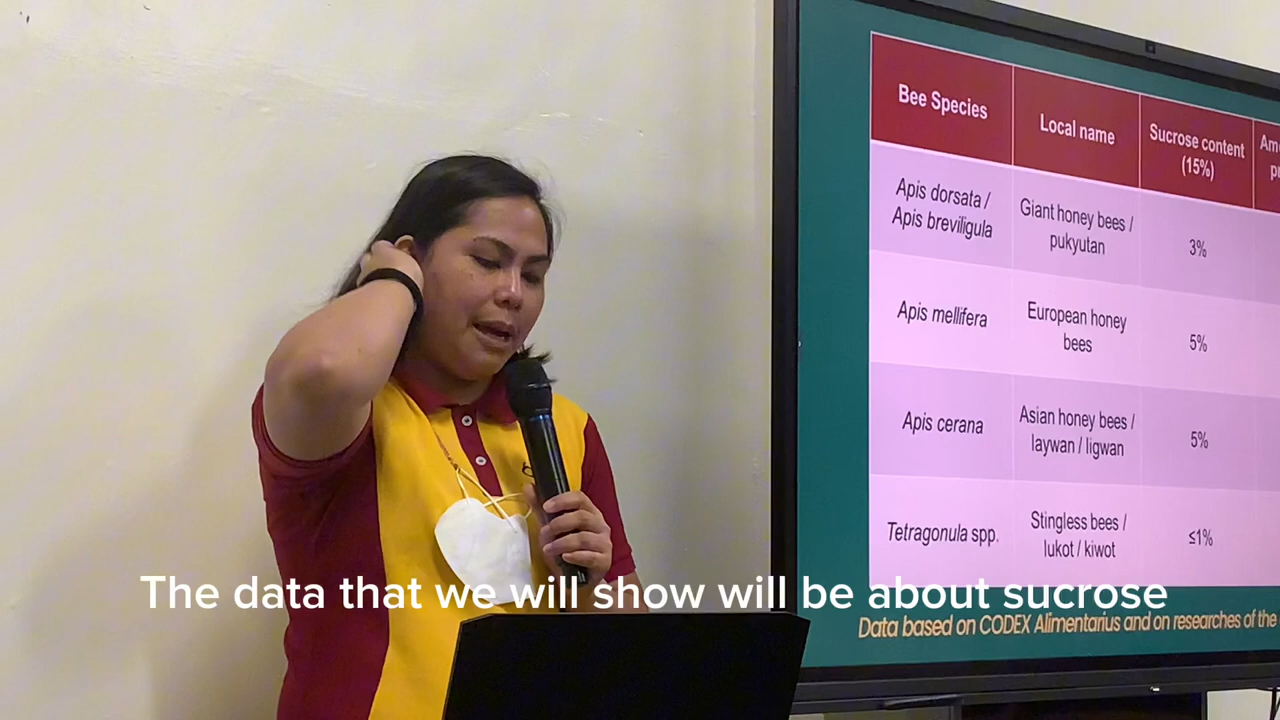 Bee Species
Local name
Sucrose content
(15%)
Apis dorsata /
Apis breviligula
Giant honey bees /
pukyutan
3%
Apis mellifera
European honey
bees
5%
Apis cerana
Asian honey bees /
laywan / ligwan
5%
Tetragonula spp.
Stingless bees /
lukot / kiwot
≤1%
The data that we will show will be about sucrose
Data based on CODEX Alimentarius and on researches of the